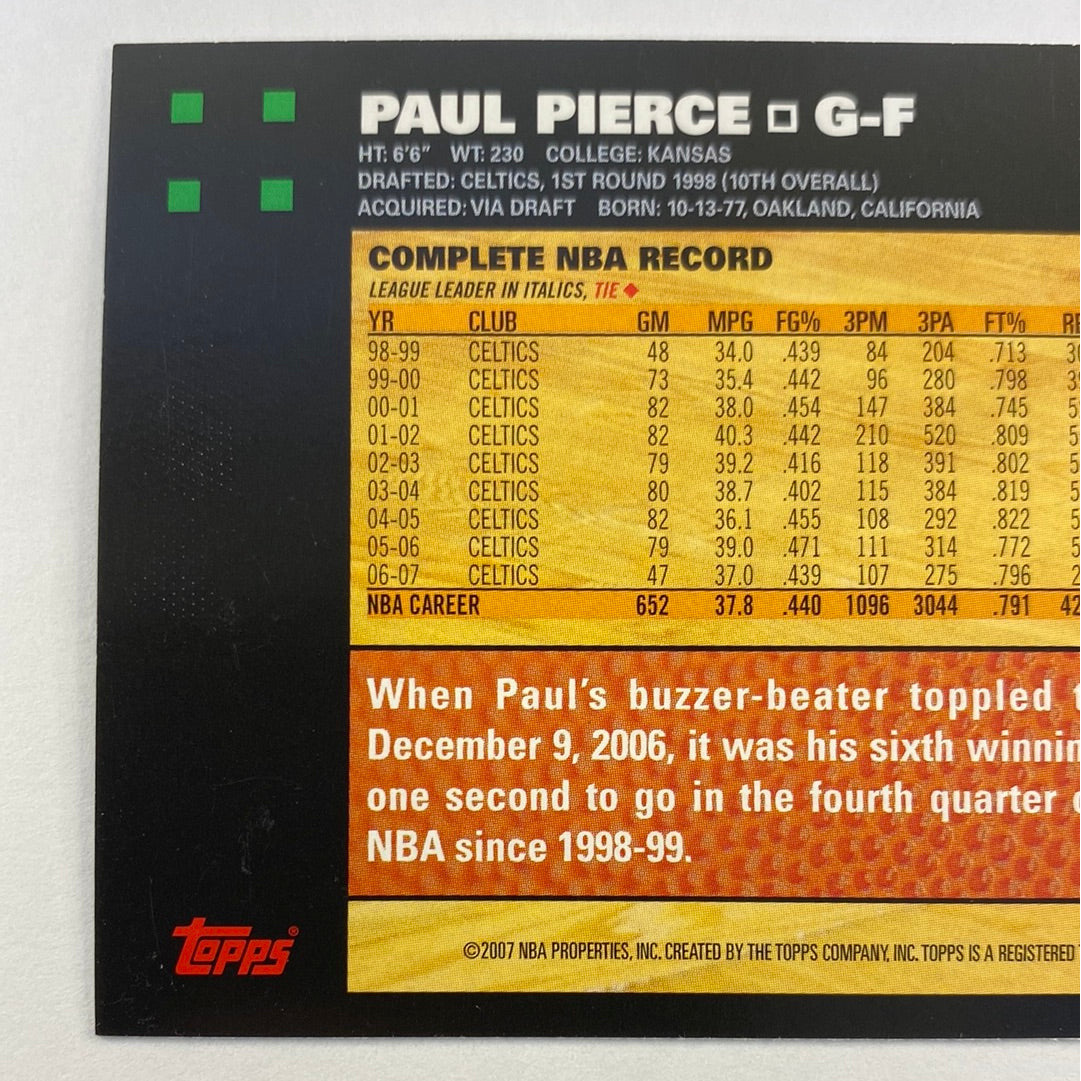 PAUL PIERCE □ G-F
HT: 6'6" WT: 230 COLLEGE: KANSAS
DRAFTED: CELTICS, 1ST ROUND 1998 (10TH OVERALL)
ACQUIRED: VIA DRAFT BORN: 10-13-77, OAKLAND, CALIFORNIA
COMPLETE NBA RECORD
LEAGUE LEADER IN ITALICS, TIE ◆
YR CLUB GM MPG FG% 3PM 3PA FT%
98-99 CELTICS 48 34.0 .439 84 204 .713
99-00 CELTICS 73 35.4 .442 96 280 .798
00-01 CELTICS 82 38.0 .454 147 384 .745
01-02 CELTICS 82 40.3 .442 210 520 .809
02-03 CELTICS 79 39.2 .416 118 391 .802
03-04 CELTICS 80 38.7 .402 115 384 .819
04-05 CELTICS 82 36.1 .455 108 292 .822
05-06 CELTICS 79 39.0 .471 111 314 .772
06-07 CELTICS 47 37.0 .439 107 275 .796
NBA CAREER 652 37.8 .440 1096 3044 .791
When Paul's buzzer-beater toppled
December 9, 2006, it was his sixth
one second to go in the fourth quarter
NBA since 1998-99.
topps®
©2007 NBA PROPERTIES, INC. CREATED BY THE TOPPS COMPANY, INC. TOPPS IS A REGISTERED